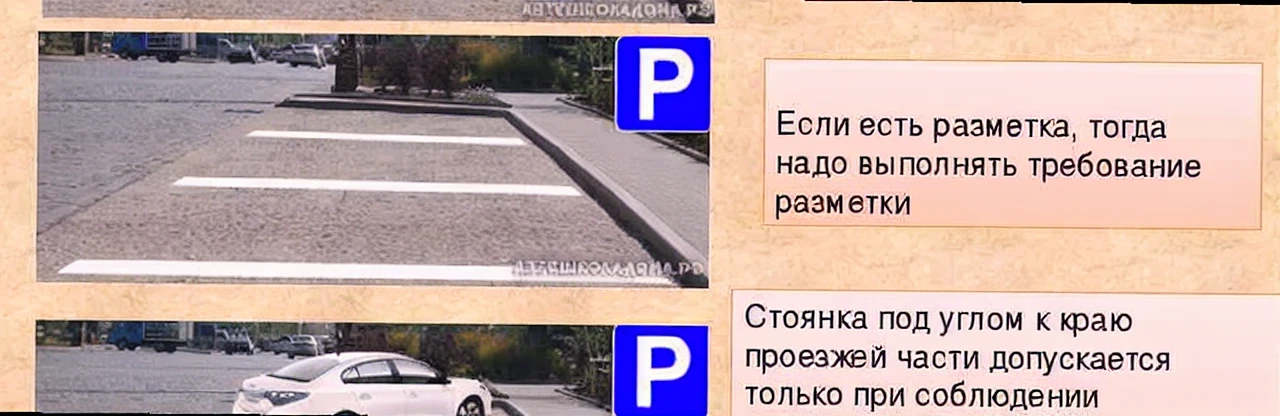 P
Если есть разметка, тогда
надо выполнять требование
разметки
P
Стоянка под углом к краю
проезжей части допускается
только при соблюдении